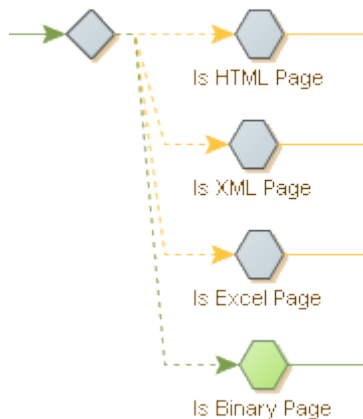 Is HTML Page
Is XML Page
Is Excel Page
Is Binary Page